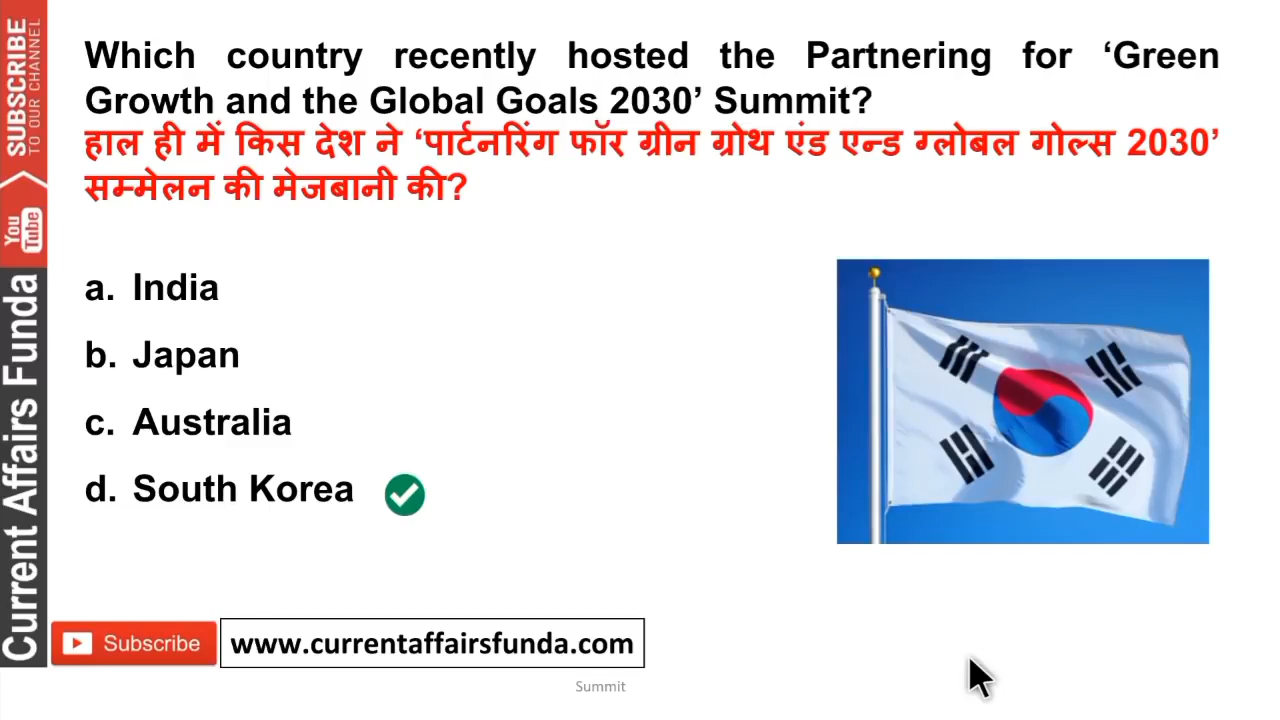 Which country recently hosted the Partnering for ‘Green
Growth and the Global Goals 2030’ Summit?
हाल ही में किस देश ने ‘पार्टनरिंग फॉर ग्रीन ग्रोथ एंड एन्ड ग्लोबल गोल्स 2030’
सम्मेलन की मेजबानी की?
a. India
b. Japan
c. Australia
d. South Korea
SUBSCRIBE
TO OUR CHANNEL
You
Tube
Current Affairs Funda
Subscribe
www.currentaffairsfunda.com
Summit